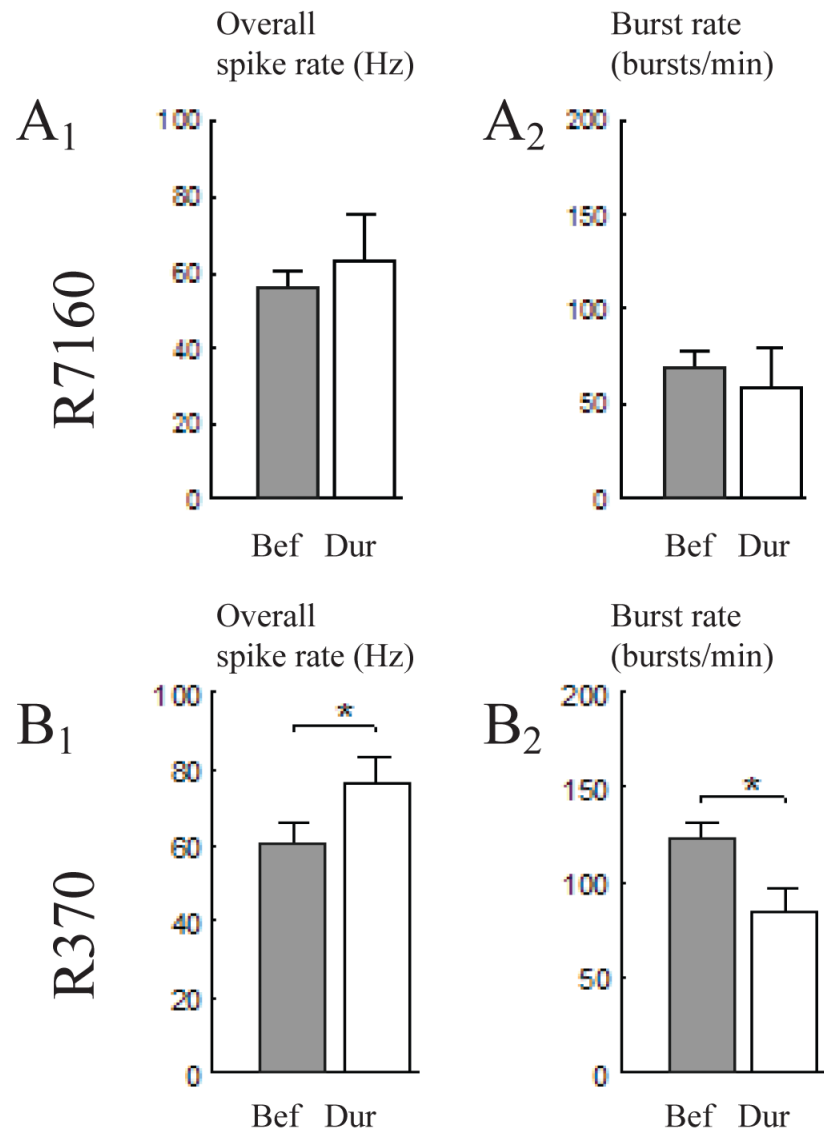 Overall
spike rate (Hz)
Burst rate
(bursts/min)
A1
100
80
60
40
20
0
Bef Dur
A2
200
150
100
50
0
Bef Dur
R7160
Overall
spike rate (Hz)
Burst rate
(bursts/min)
B1
100
80
60
40
20
0
*
Bef Dur
B2
200
150
100
50
0
*
Bef Dur
R370